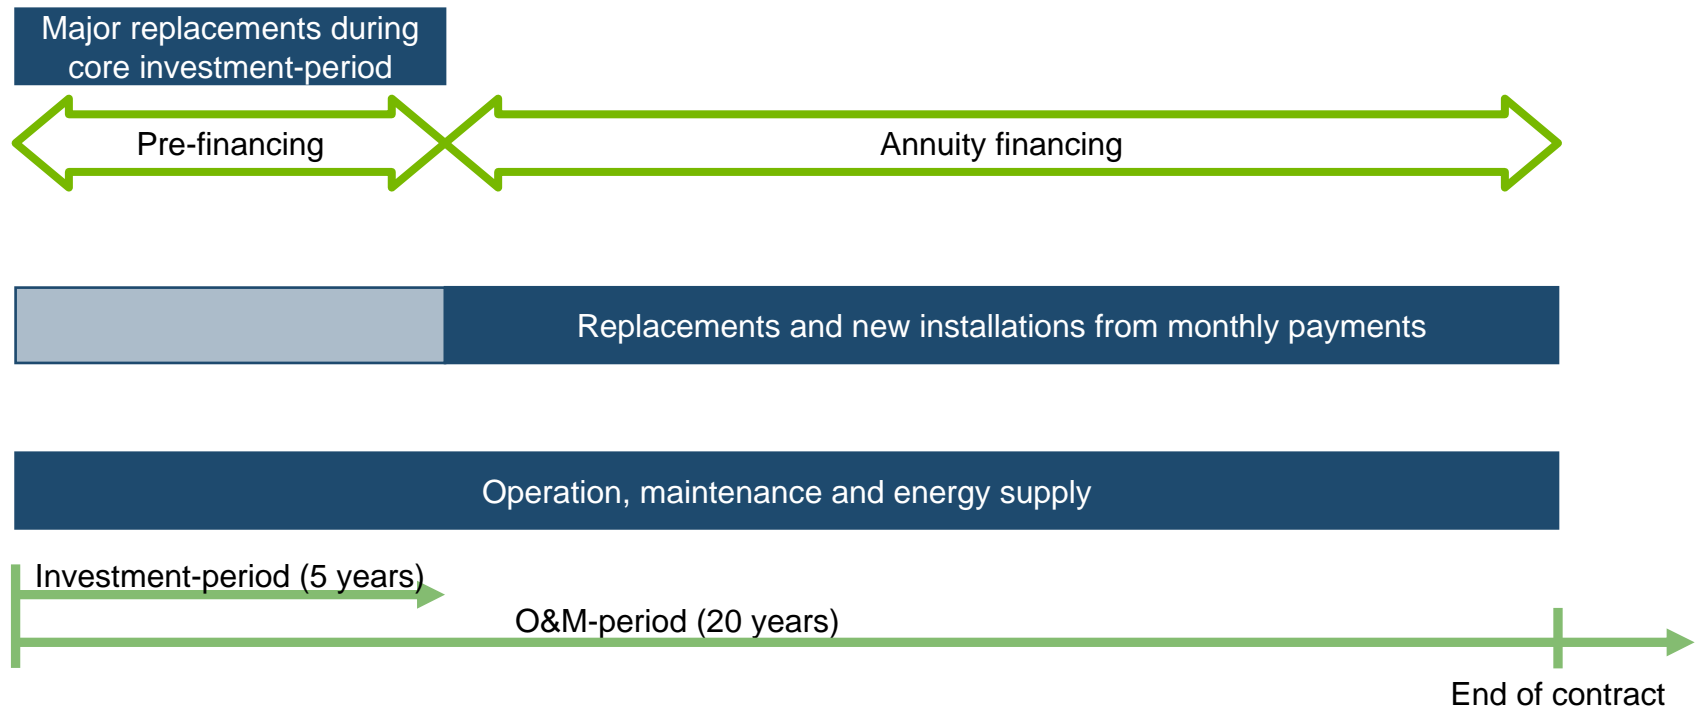 Major replacements during
core investment-period
Pre-financing
Annuity financing
Replacements and new installations from monthly payments
Operation, maintenance and energy supply
Investment-period (5 years)
O&M-period (20 years)
End of contract